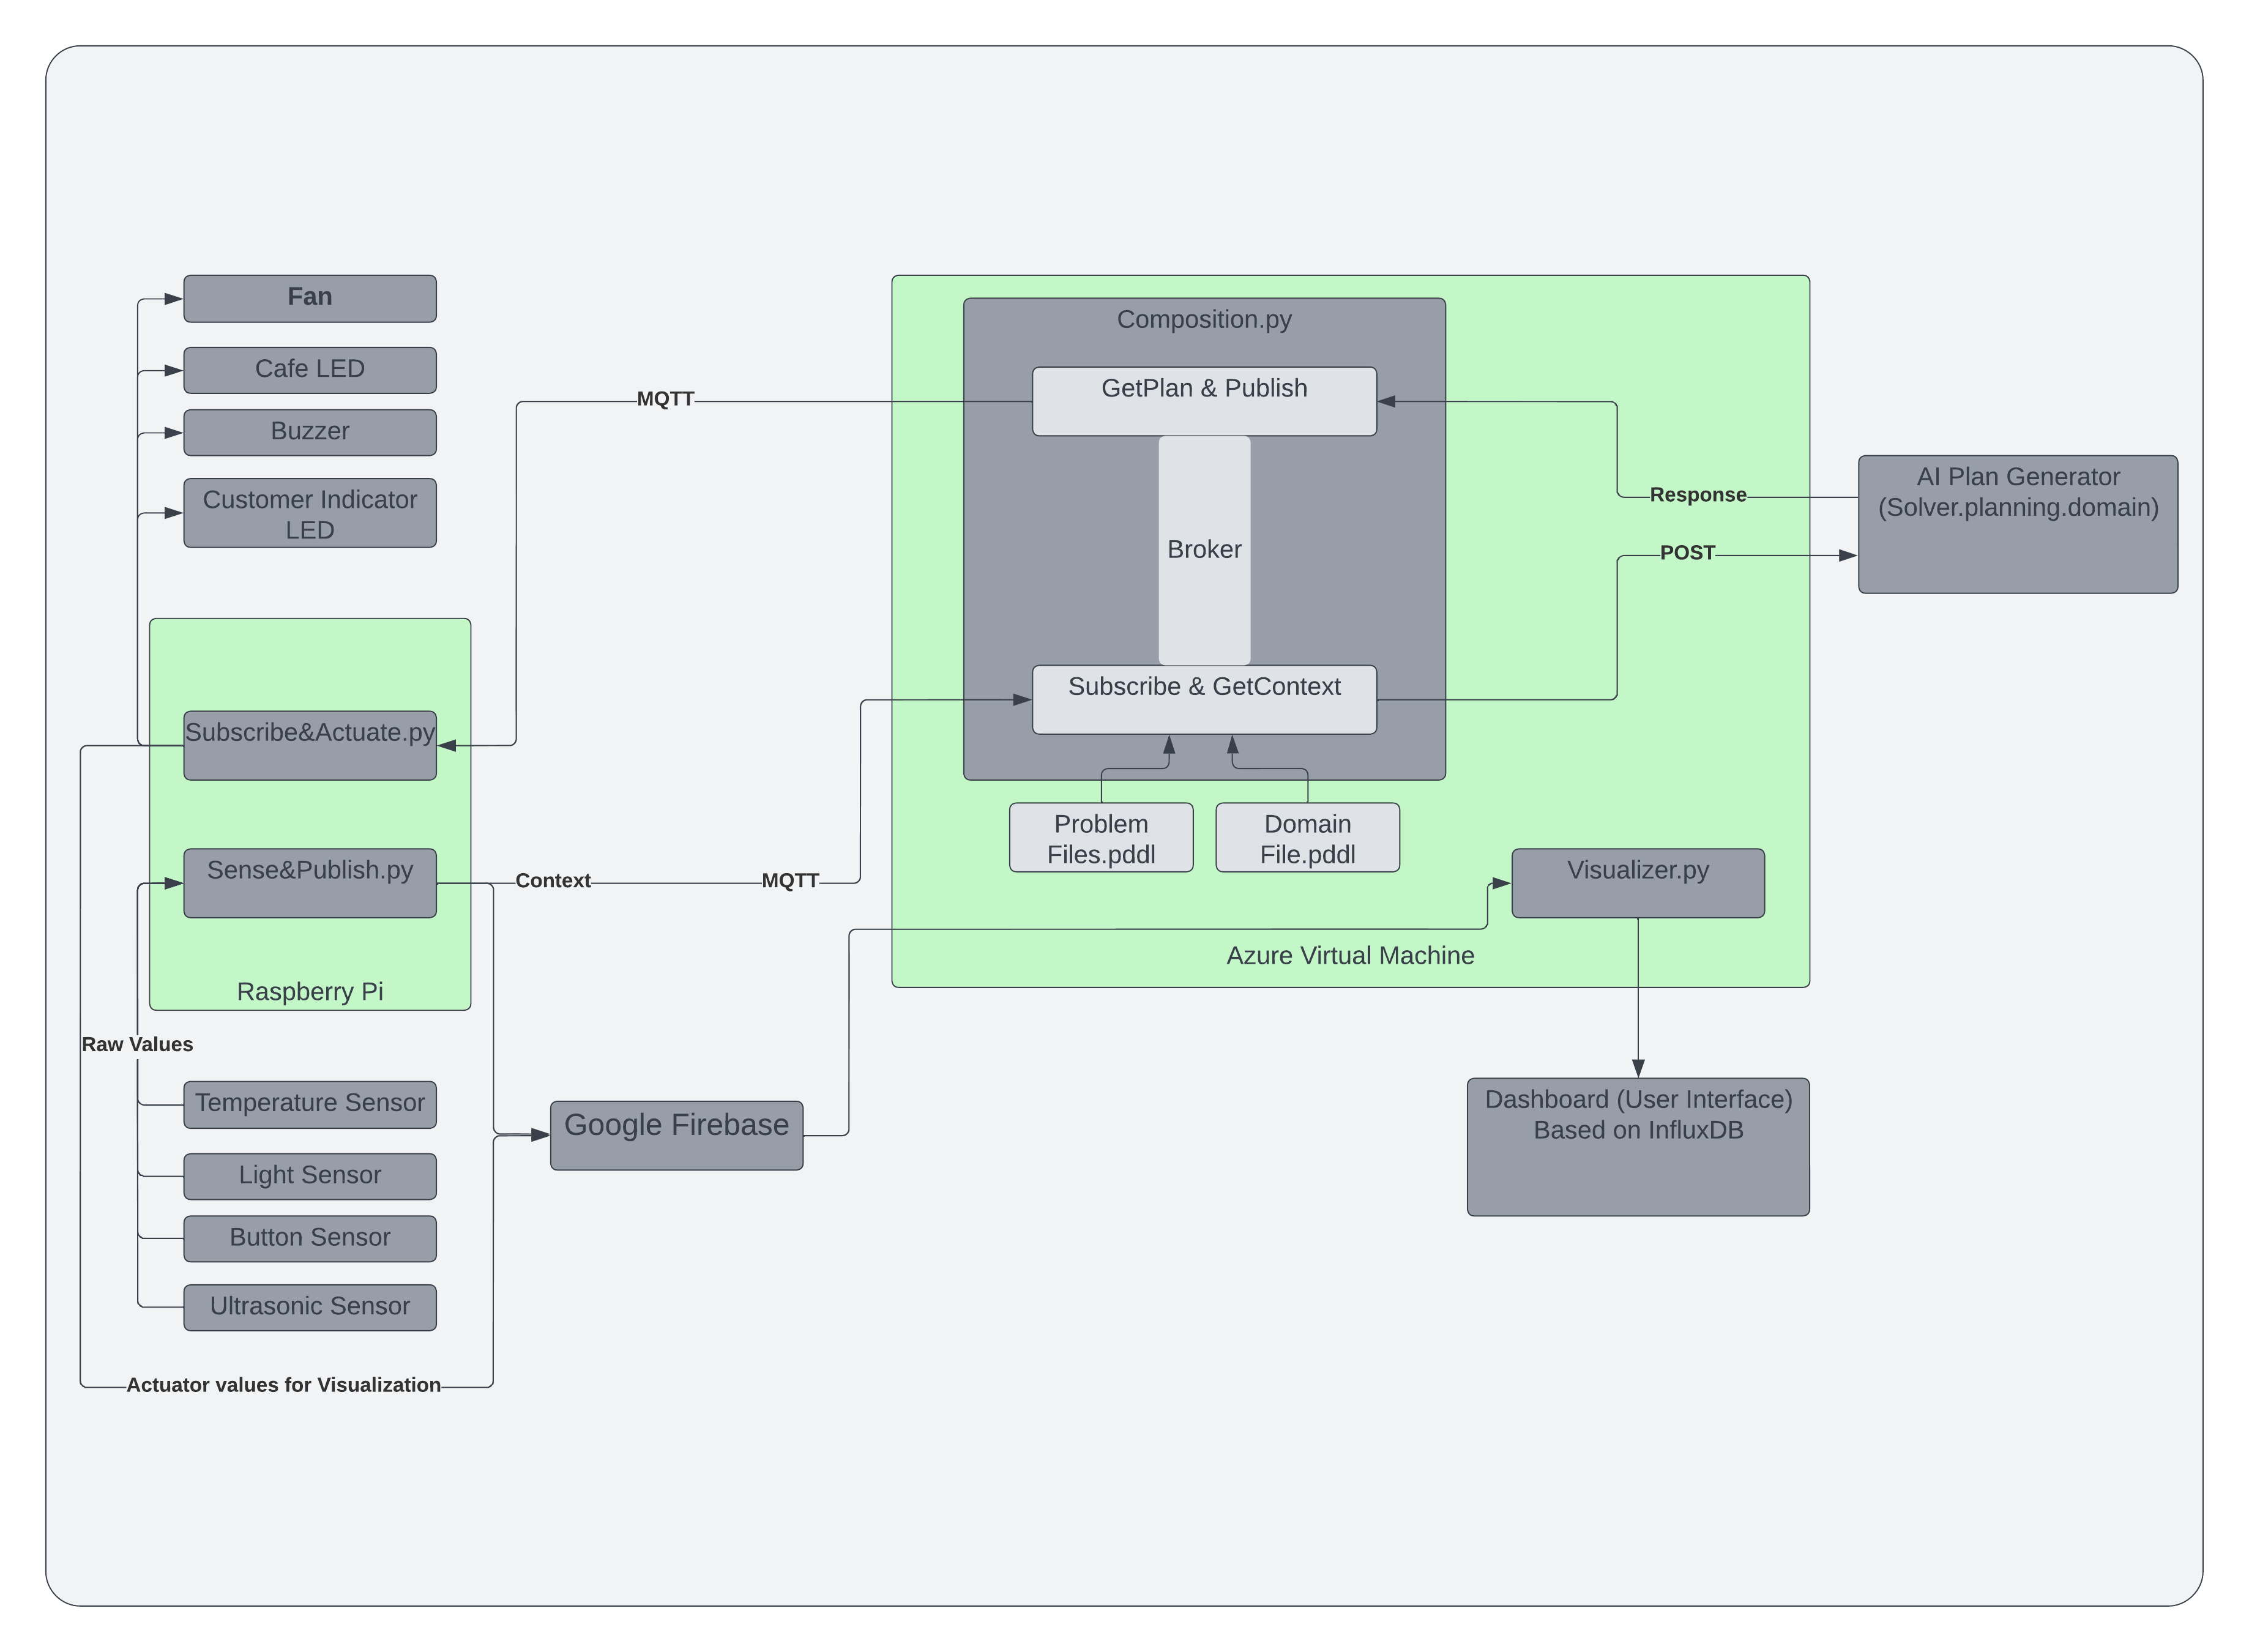 Fan
Cafe LED
Buzzer
Customer Indicator
LED
Subscribe&Actuate.py
Sense&Publish.py
Raspberry Pi
Raw Values
Temperature Sensor
Light Sensor
Button Sensor
Ultrasonic Sensor
Actuator values for Visualization
MQTT
Context
MQTT
Google Firebase
Composition.py
GetPlan & Publish
Broker
Subscribe & GetContext
Problem
Files.pddl
Domain
File.pddl
Visualizer.py
Azure Virtual Machine
Response
POST
AI Plan Generator
(Solver.planning.domain)
Dashboard (User Interface)
Based on InfluxDB